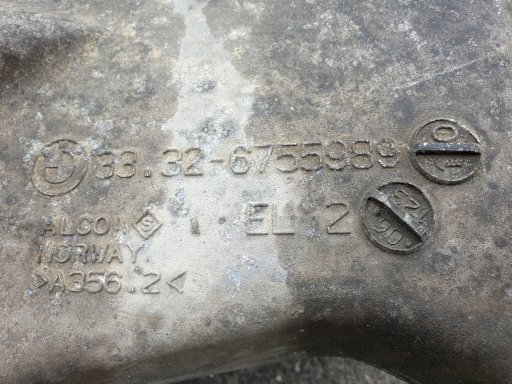 33.32-6755989
ALCOA S I · EL 2
NORWAY.
>A356.2<